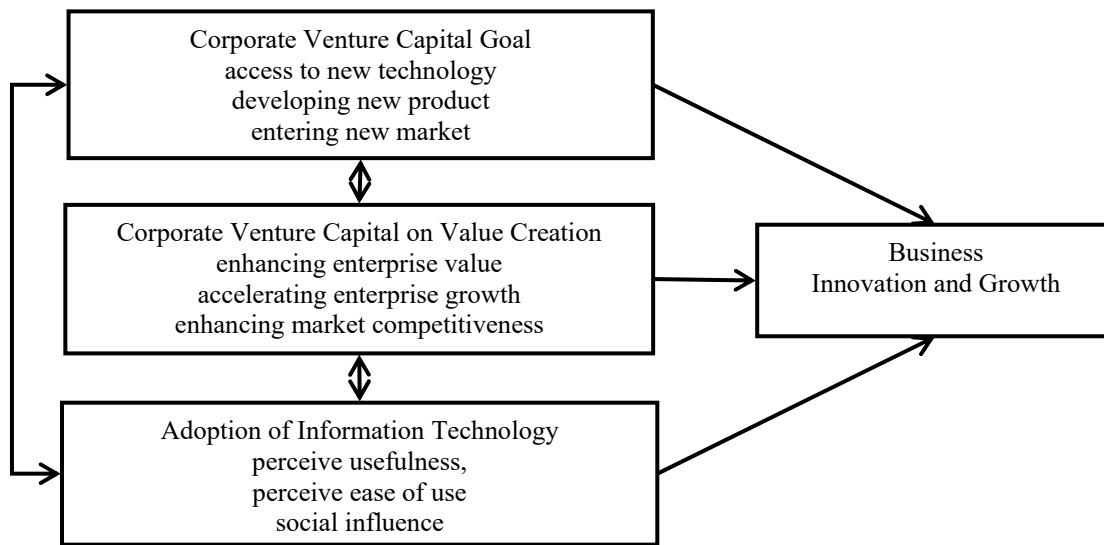 Corporate Venture Capital Goal
access to new technology
developing new product
entering new market
Corporate Venture Capital on Value Creation
enhancing enterprise value
accelerating enterprise growth
enhancing market competitiveness
Business
Innovation and Growth
Adoption of Information Technology
perceive usefulness,
perceive ease of use
social influence